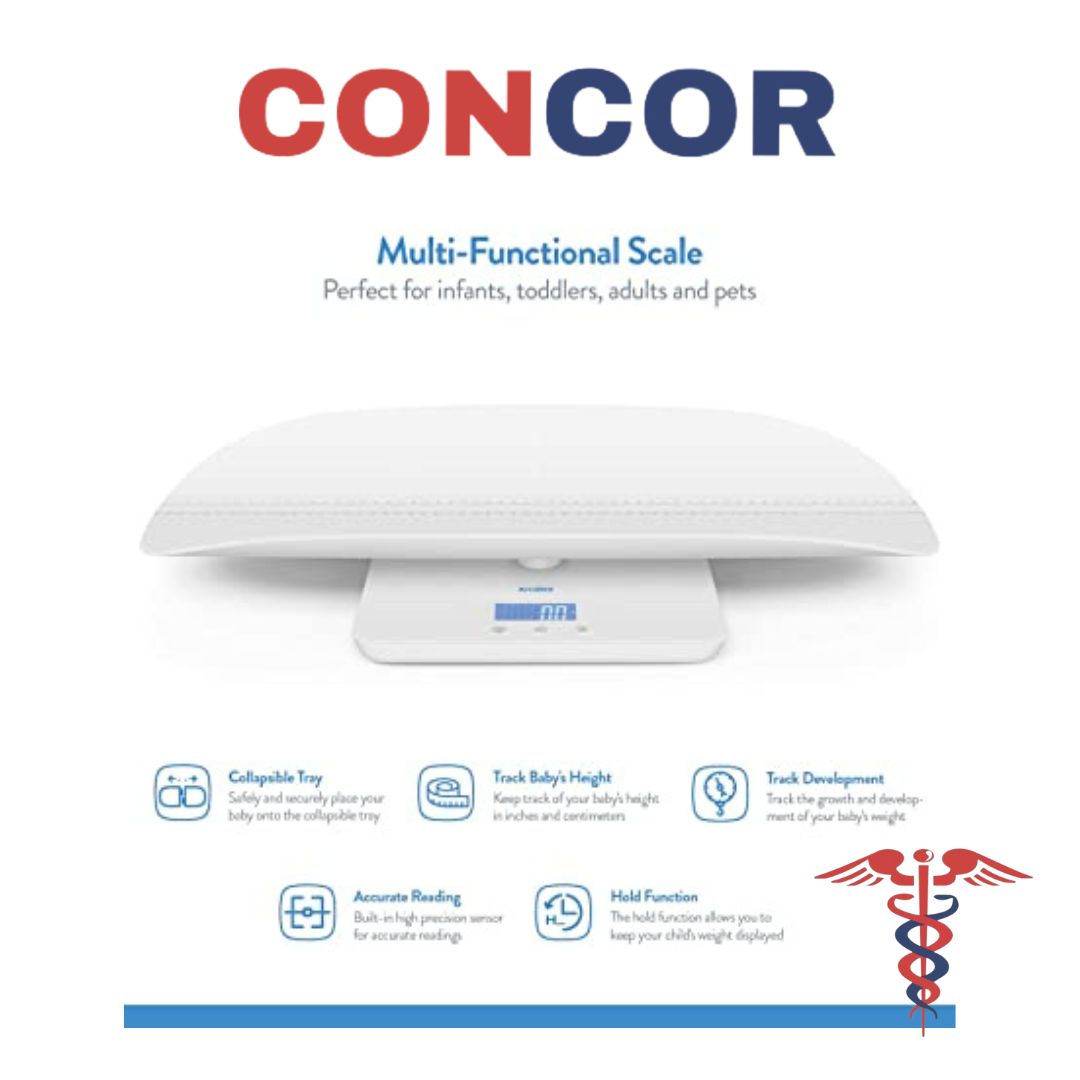 CONCOR
Multi-Functional Scale
Perfect for infants, toddlers, adults and pets
0.0
Collapsible Tray
Safely and securely place your
baby onto the collapsible tray
Track Baby's Height
Keep track of your baby's height
in inches and centimeters
Track Development
Track the growth and develop-
ment of your baby's weight
Accurate Reading
Built-in high precision sensor
for accurate readings
H
Hold Function
The hold function allows you to
keep your child's weight displayed